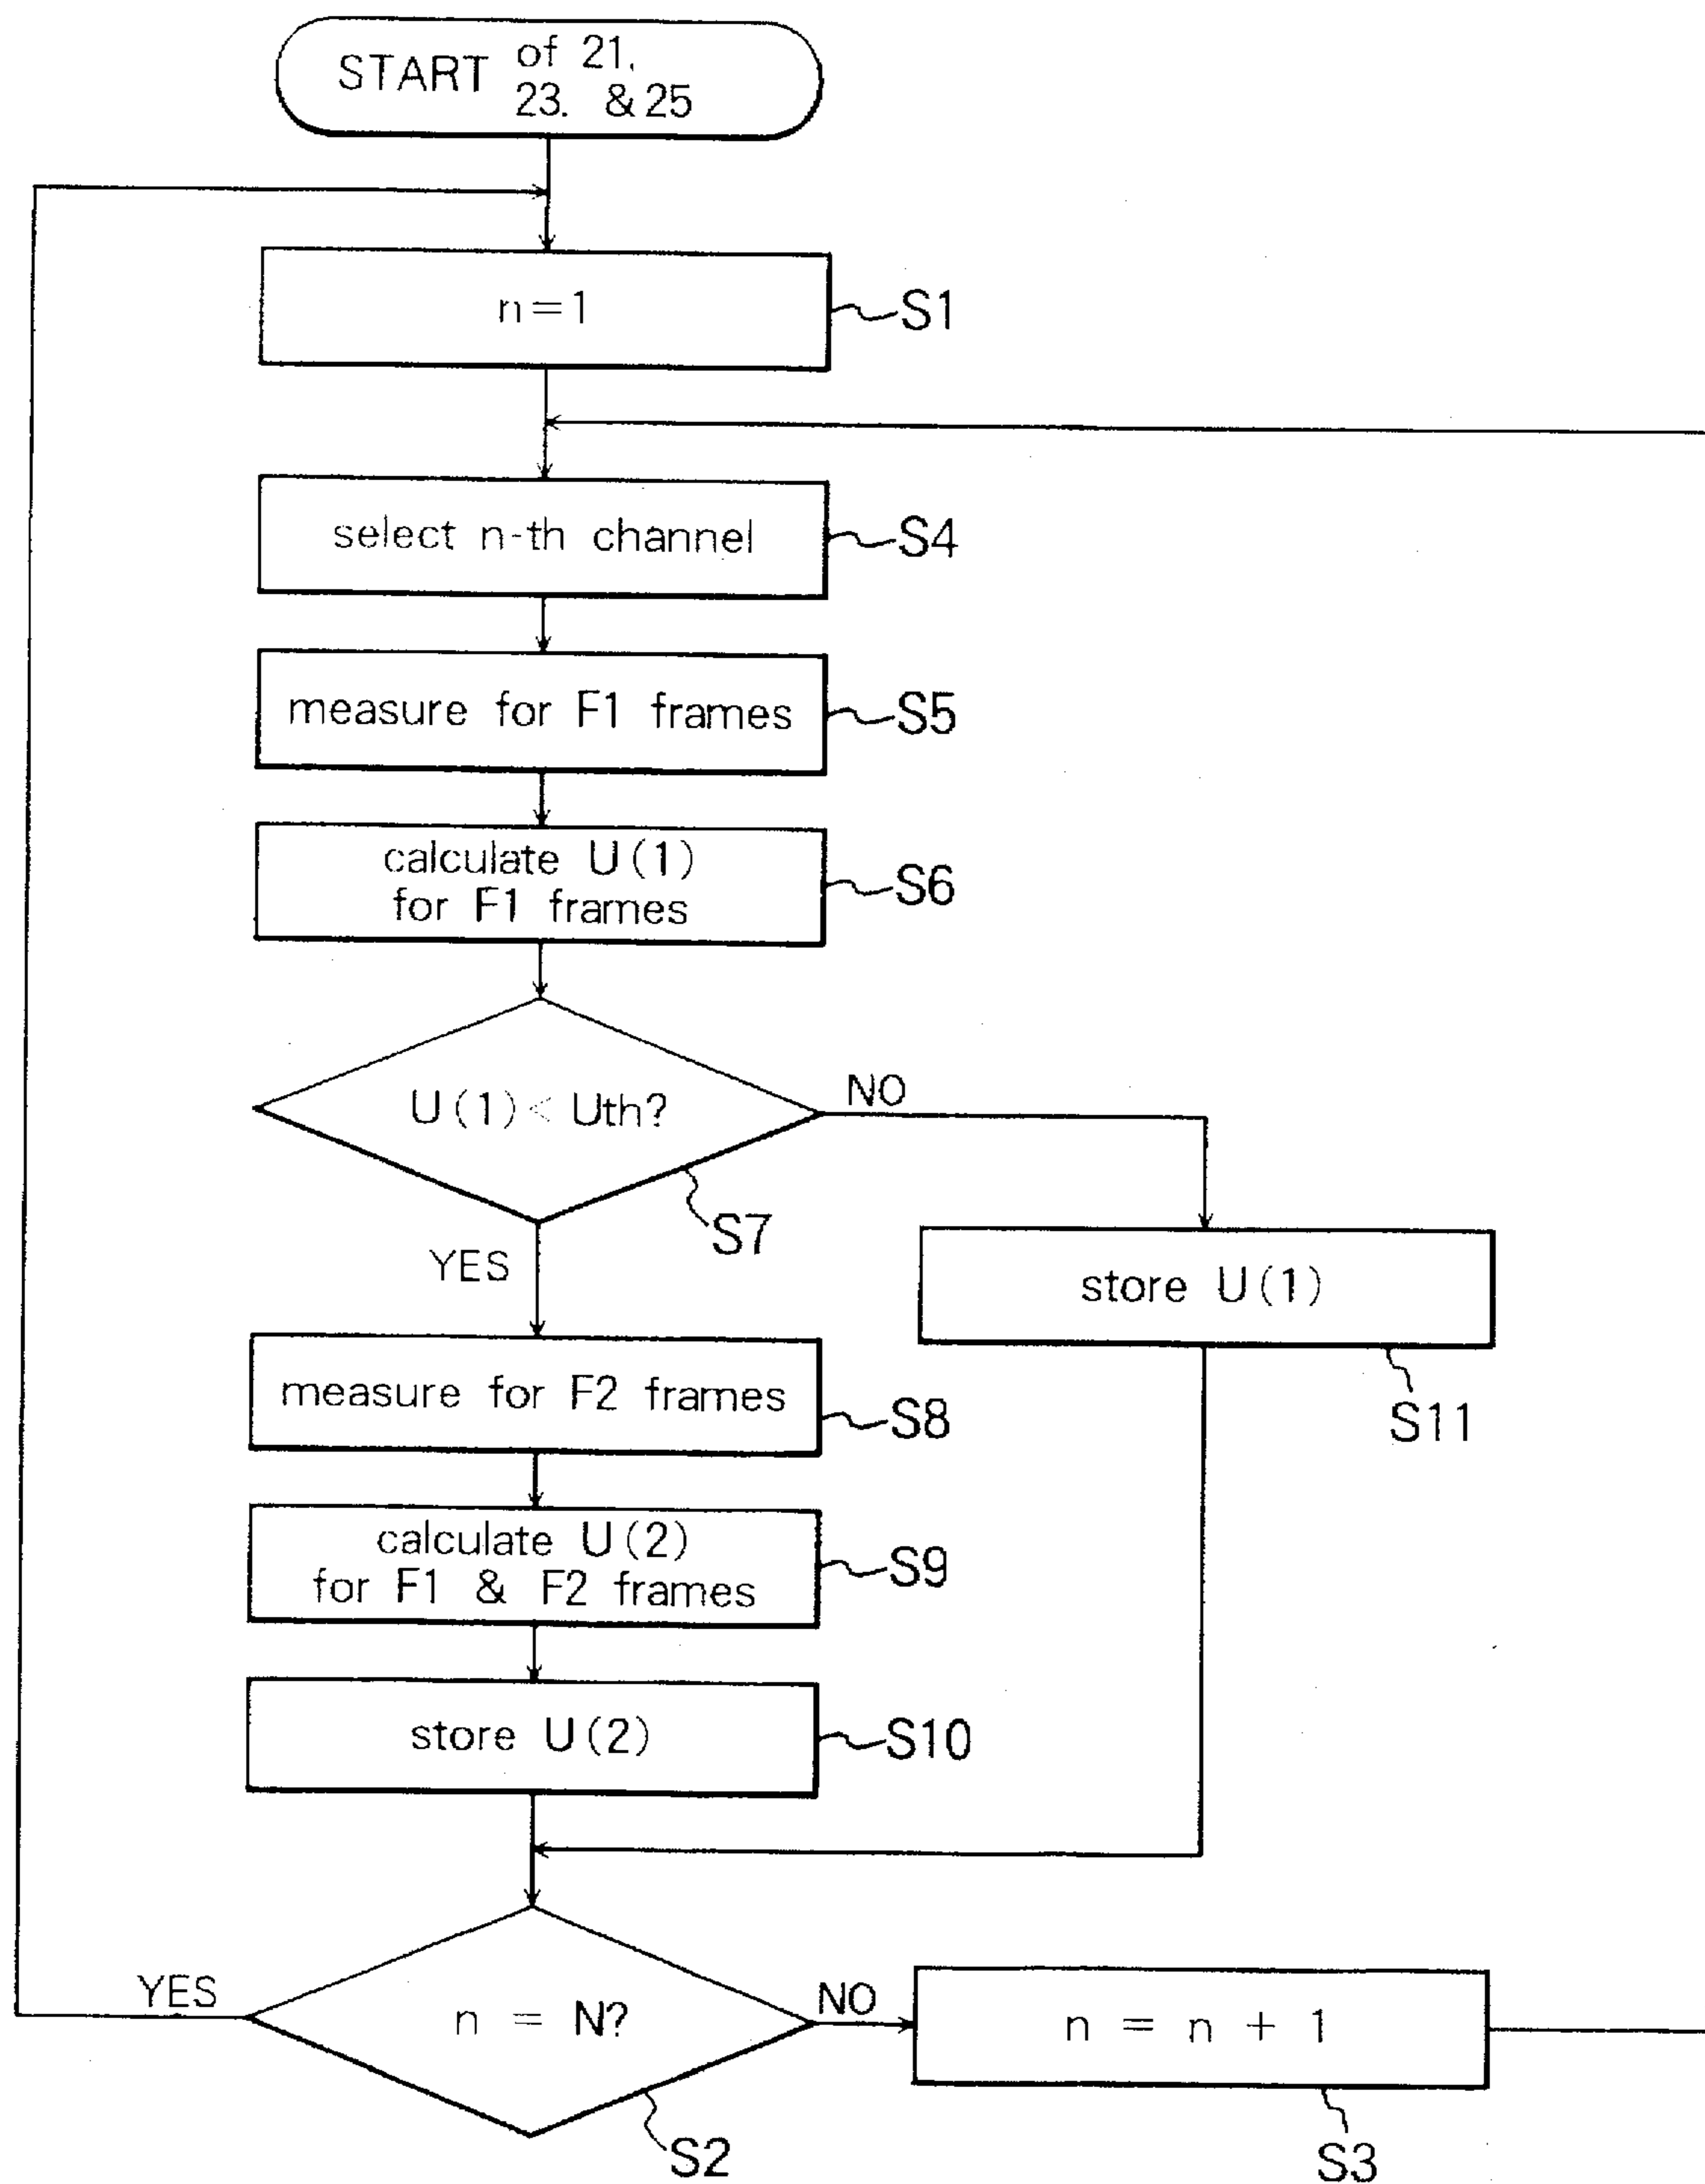 START of 21,
23. &25
n=1
S1
select n-th channel
S4
measure for F1 frames
S5
calculate U(1)
for F1 frames
S6
U(1)< Uth?
NO
S7
YES
store U(1)
S11
measure for F2 frames
S8
calculate U(2)
for F1 & F2 frames
S9
store U(2)
S10
YES
n = N?
NO
n = n + 1
S2
S3